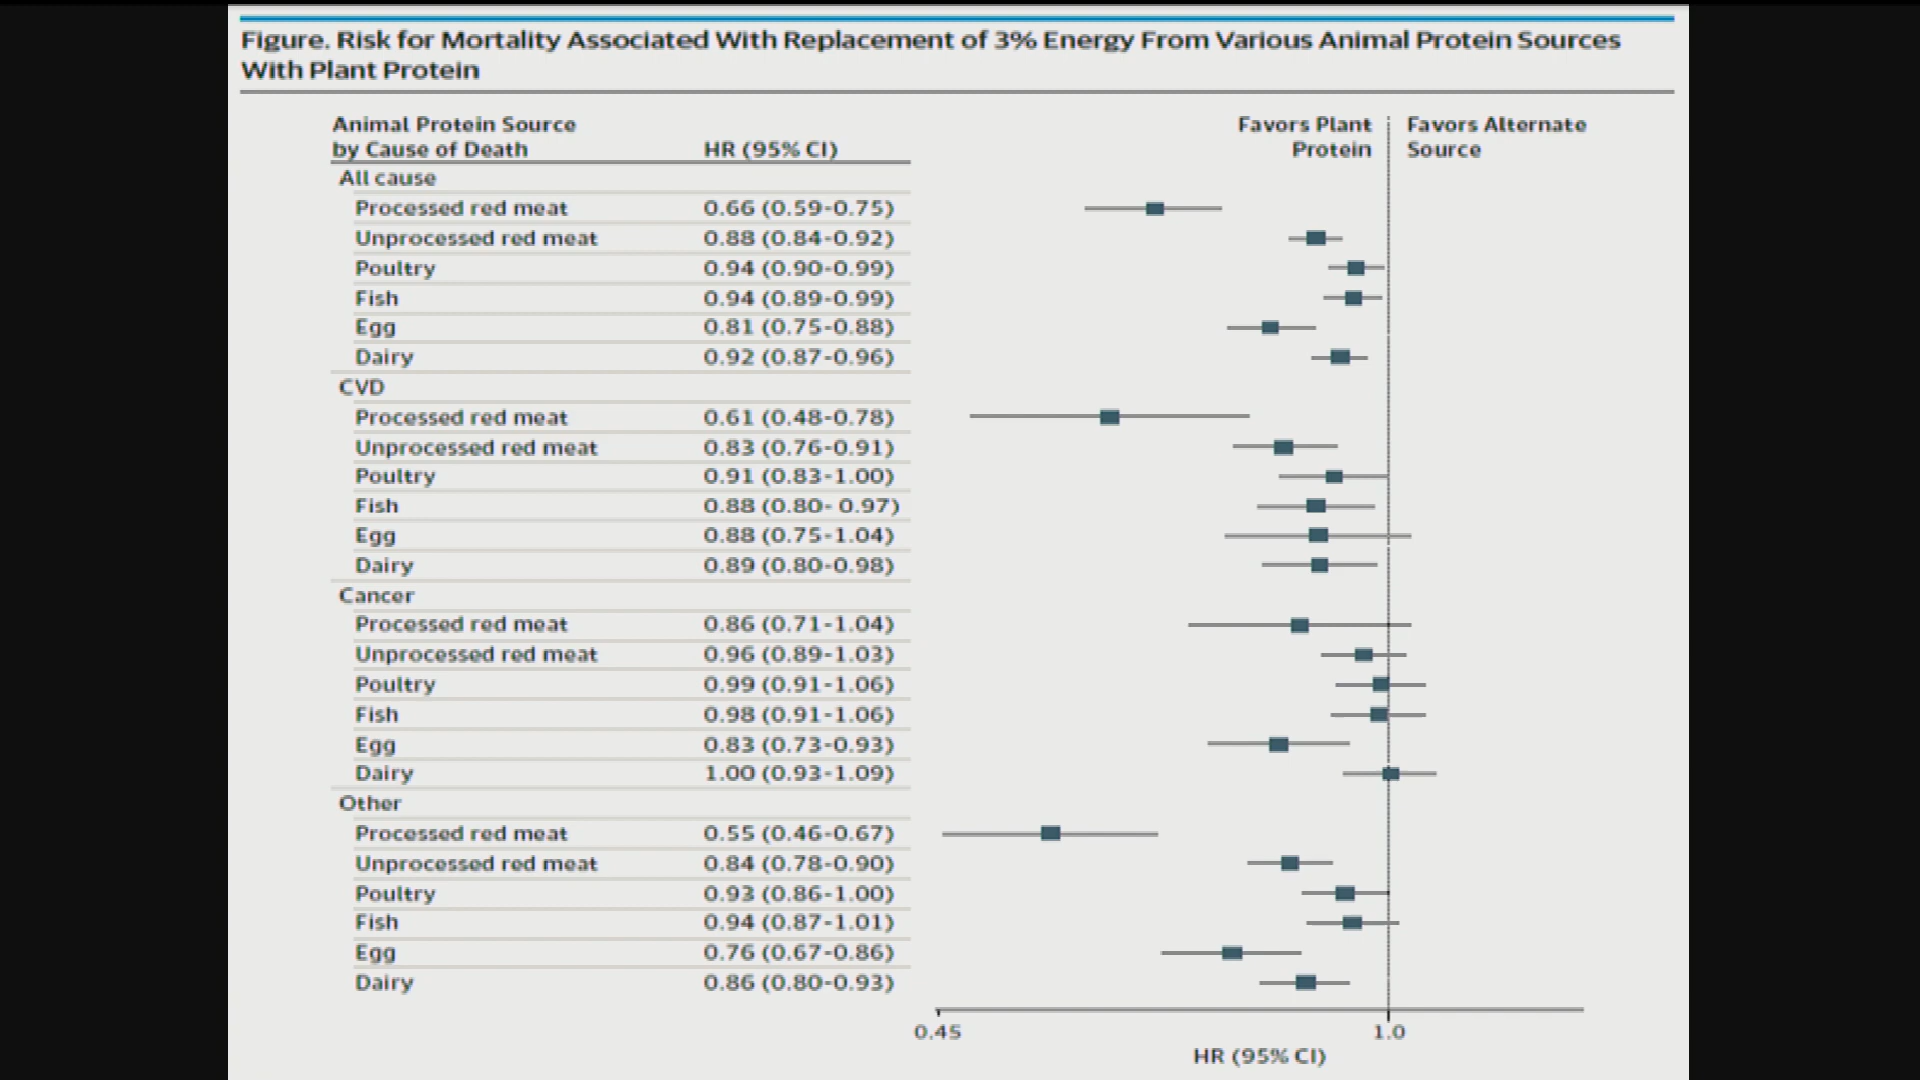 Figure. Risk for Mortality Associated With Replacement of 3% Energy From Various Animal Protein Sources
With Plant Protein
Animal Protein Source
by Cause of Death
HR (95% CI)
Favors Plant
Protein
Favors Alternate
Source
All cause
Processed red meat 0.66 (0.59-0.75)
Unprocessed red meat 0.88 (0.84-0.92)
Poultry 0.94 (0.90-0.99)
Fish 0.94 (0.89-0.99)
Egg 0.81 (0.75-0.88)
Dairy 0.92 (0.87-0.96)
CVD
Processed red meat 0.61 (0.48-0.78)
Unprocessed red meat 0.83 (0.76-0.91)
Poultry 0.91 (0.83-1.00)
Fish 0.88 (0.80- 0.97)
Egg 0.88 (0.75-1.04)
Dairy 0.89 (0.80-0.98)
Cancer
Processed red meat 0.86 (0.71-1.04)
Unprocessed red meat 0.96 (0.89-1.03)
Poultry 0.99 (0.91-1.06)
Fish 0.98 (0.91-1.06)
Egg 0.83 (0.73-0.93)
Dairy 1.00 (0.93-1.09)
Other
Processed red meat 0.55 (0.46-0.67)
Unprocessed red meat 0.84 (0.78-0.90)
Poultry 0.93 (0.86-1.00)
Fish 0.94 (0.87-1.01)
Egg 0.76 (0.67-0.86)
Dairy 0.86 (0.80-0.93)
0.45 1.0
HR (95% CI)